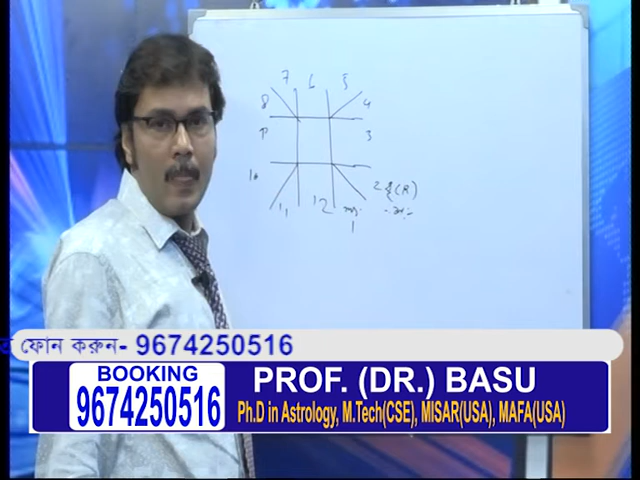 7 6 5
8 4
3
10
2 (R)
11 12
1
ফোন করুন- 9674250516
BOOKING
9674250516
PROF. (DR.) BASU
Ph.D in Astrology, M.Tech(CSE), MISAR(USA), MAFA(USA)